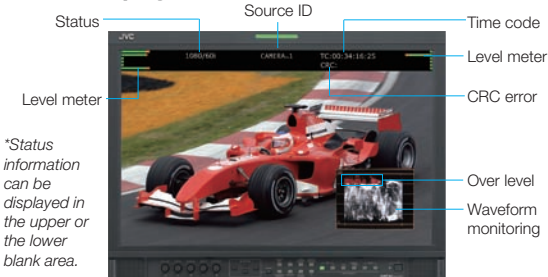 Source ID
Status
Time code
JVC
1080/60i
CAMERA-1
TC:00:34:16:25
CRC:
Level meter
Level meter
CRC error
*Status
information
can be
displayed in
the upper or
the lower
blank area.
Over level
Waveform
monitoring